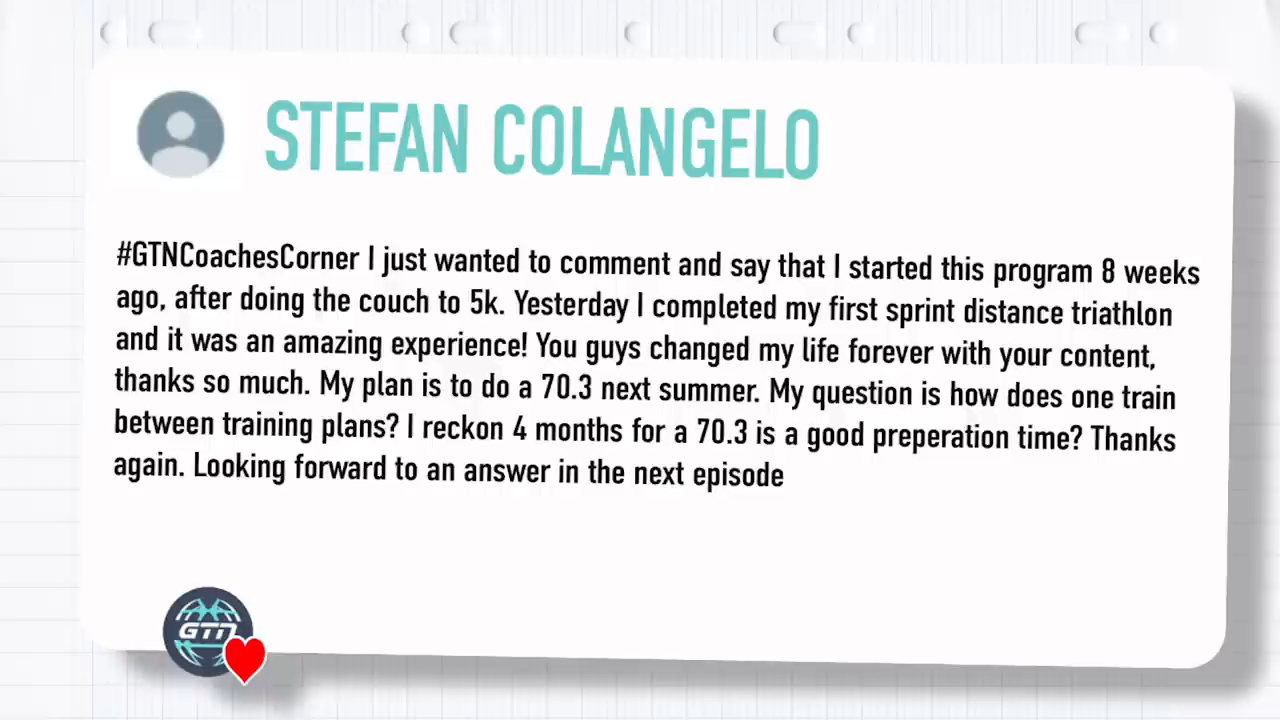 STEFAN COLANGELO
#GTNCoachesCorner I just wanted to comment and say that I started this program 8 weeks
ago, after doing the couch to 5k. Yesterday I completed my first sprint distance triathlon
and it was an amazing experience! You guys changed my life forever with your content,
thanks so much. My plan is to do a 70.3 next summer. My question is how does one train
between training plans? I reckon 4 months for a 70.3 is a good preperation time? Thanks
again. Looking forward to an answer in the next episode
GTN